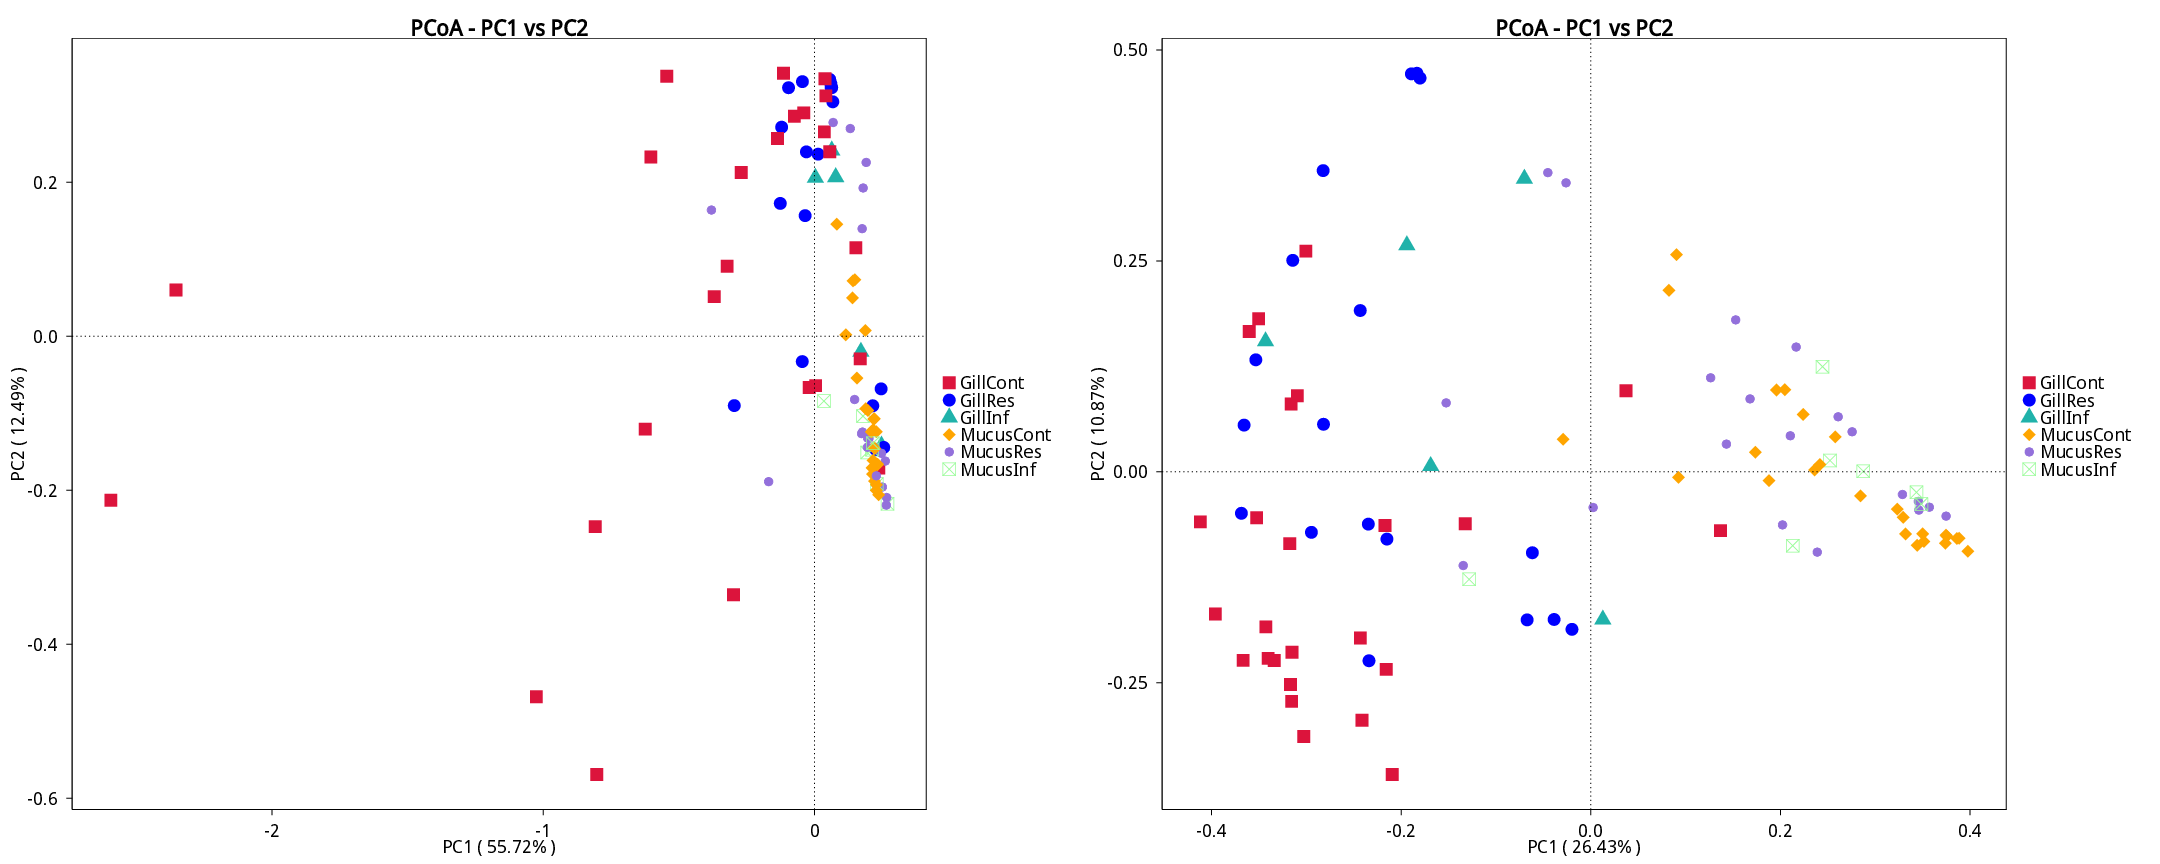 PCoA - PC1 vs PC2
0.2
0.0
-0.2
-0.4
-0.6
PC2 ( 12.49% )
-2
-1
0
PC1 ( 55.72% )
GillCont
GillRes
GillInf
MucusCont
MucusRes
MucusInf
PCoA - PC1 vs PC2
0.50
0.25
0.00
-0.25
PC2 ( 10.87% )
-0.4
-0.2
0.0
0.2
0.4
PC1 ( 26.43% )
GillCont
GillRes
GillInf
MucusCont
MucusRes
MucusInf